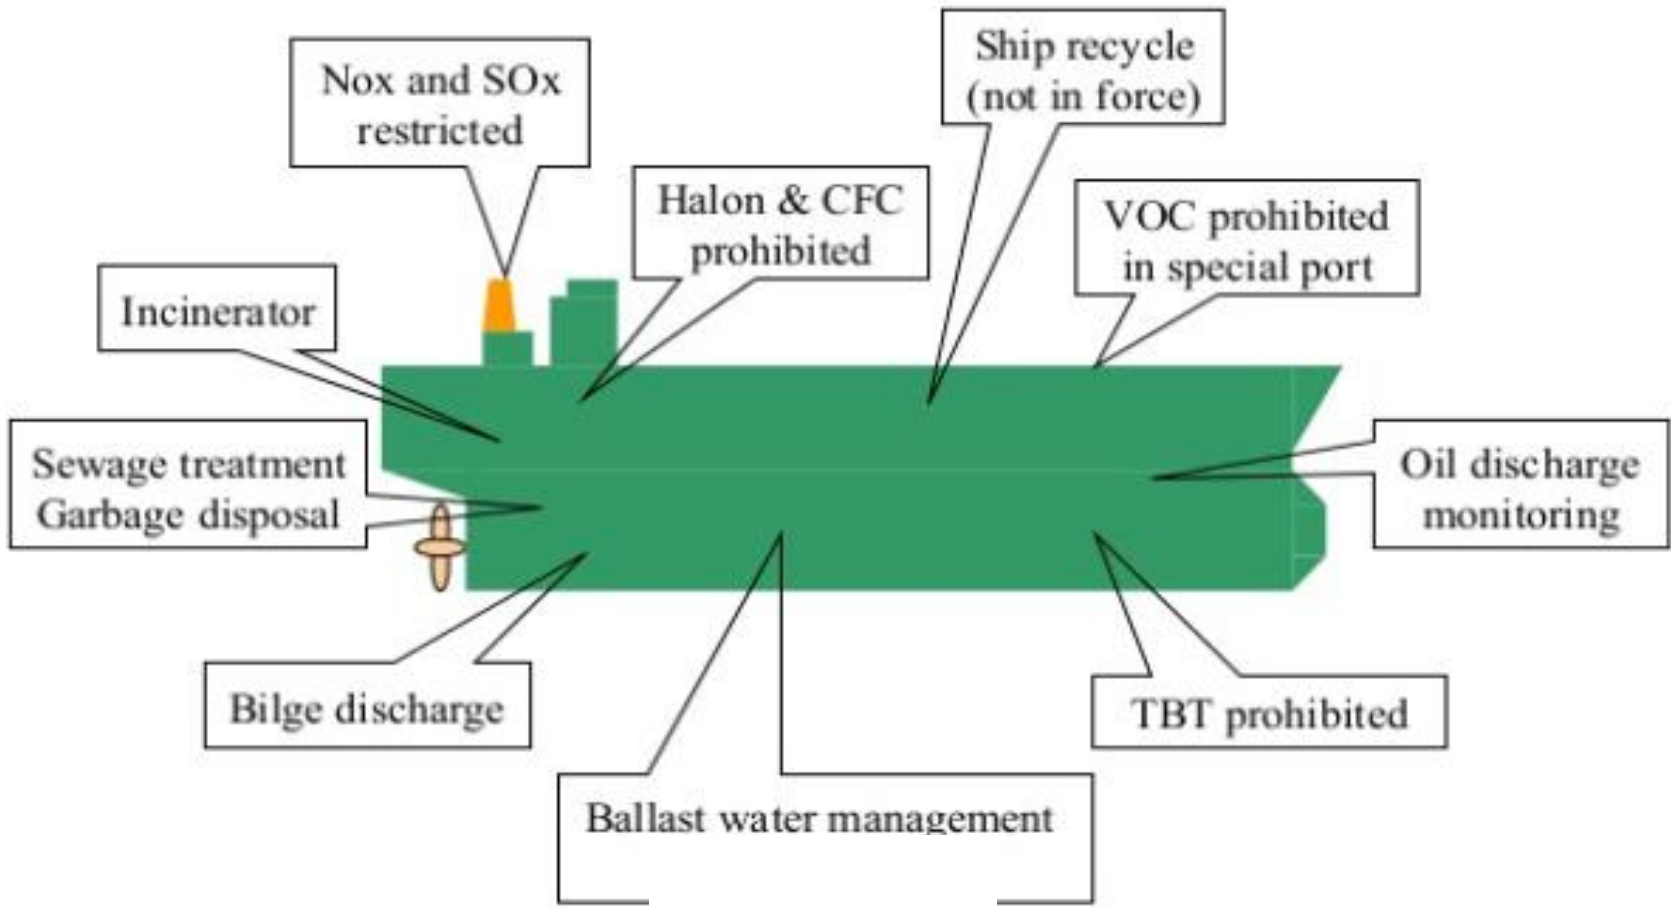 Nox and SOx
restricted
Ship recycle
(not in force)
Halon & CFC
prohibited
VOC prohibited
in special port
Incinerator
Sewage treatment
Garbage disposal
Oil discharge
monitoring
Bilge discharge
TBT prohibited
Ballast water management